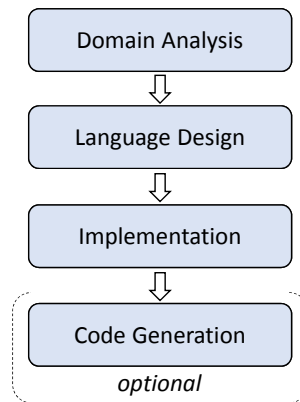 Domain Analysis
Language Design
Implementation
Code Generation
optional